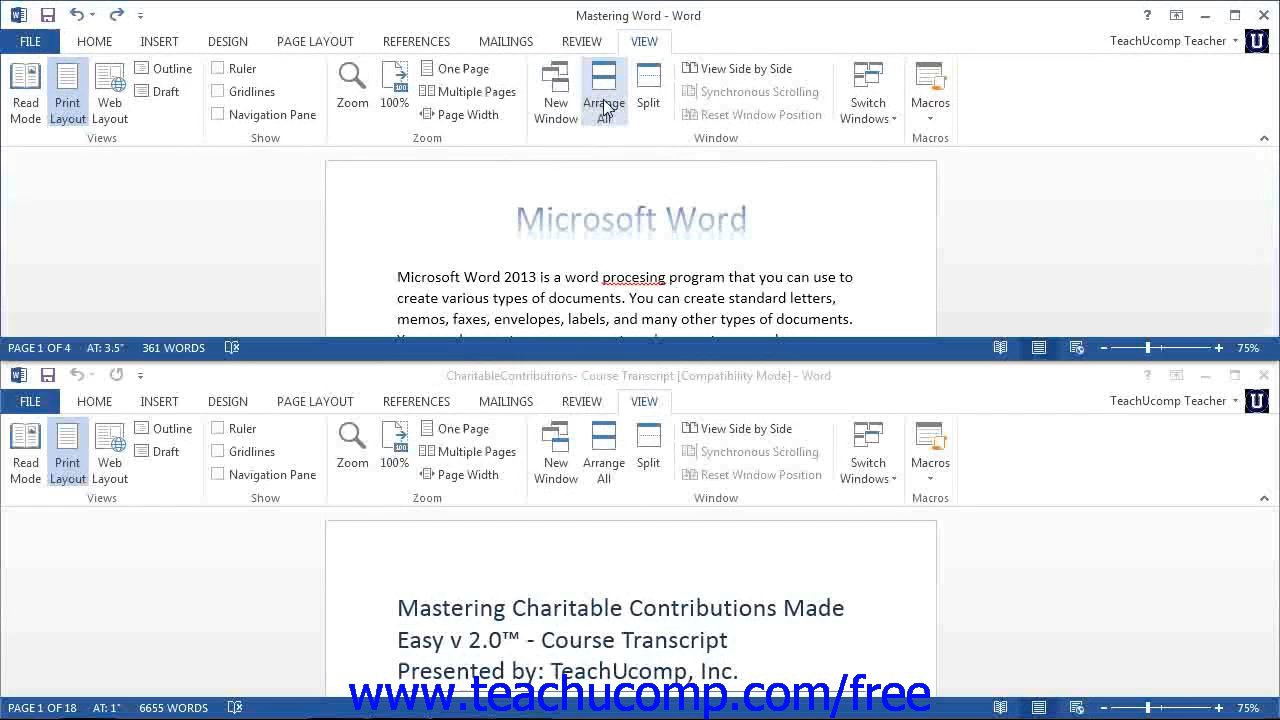 Mastering Word - Word
FILE HOME INSERT DESIGN PAGE LAYOUT REFERENCES MAILINGS REVIEW VIEW TeachUcomp Teacher U
Read Mode Print Layout Web Layout Outline Draft Views
Ruler Gridlines Navigation Pane Show
Zoom 100% One Page Multiple Pages Page Width Zoom
New Window Arrange All Split View Side by Side Synchronous Scrolling Reset Window Position Switch Windows Window
Macros Macros
Microsoft Word
Microsoft Word 2013 is a word procesing program that you can use to
create various types of documents. You can create standard letters,
memos, faxes, envelopes, labels, and many other types of documents.
PAGE 1 OF 4 AT: 3.5" 361 WORDS 75%
CharitableContributions- Course Transcript [Compatibility Mode] - Word
FILE HOME INSERT DESIGN PAGE LAYOUT REFERENCES MAILINGS REVIEW VIEW TeachUcomp Teacher U
Read Mode Print Layout Web Layout Outline Draft Views
Ruler Gridlines Navigation Pane Show
Zoom 100% One Page Multiple Pages Page Width Zoom
New Window Arrange All Split View Side by Side Synchronous Scrolling Reset Window Position Switch Windows Window
Macros Macros
Mastering Charitable Contributions Made
Easy v 2.0™ - Course Transcript
Presented by: TeachUcomp, Inc.
www.teachucomp.com/free
PAGE 1 OF 18 AT: 1" 6655 WORDS 75%